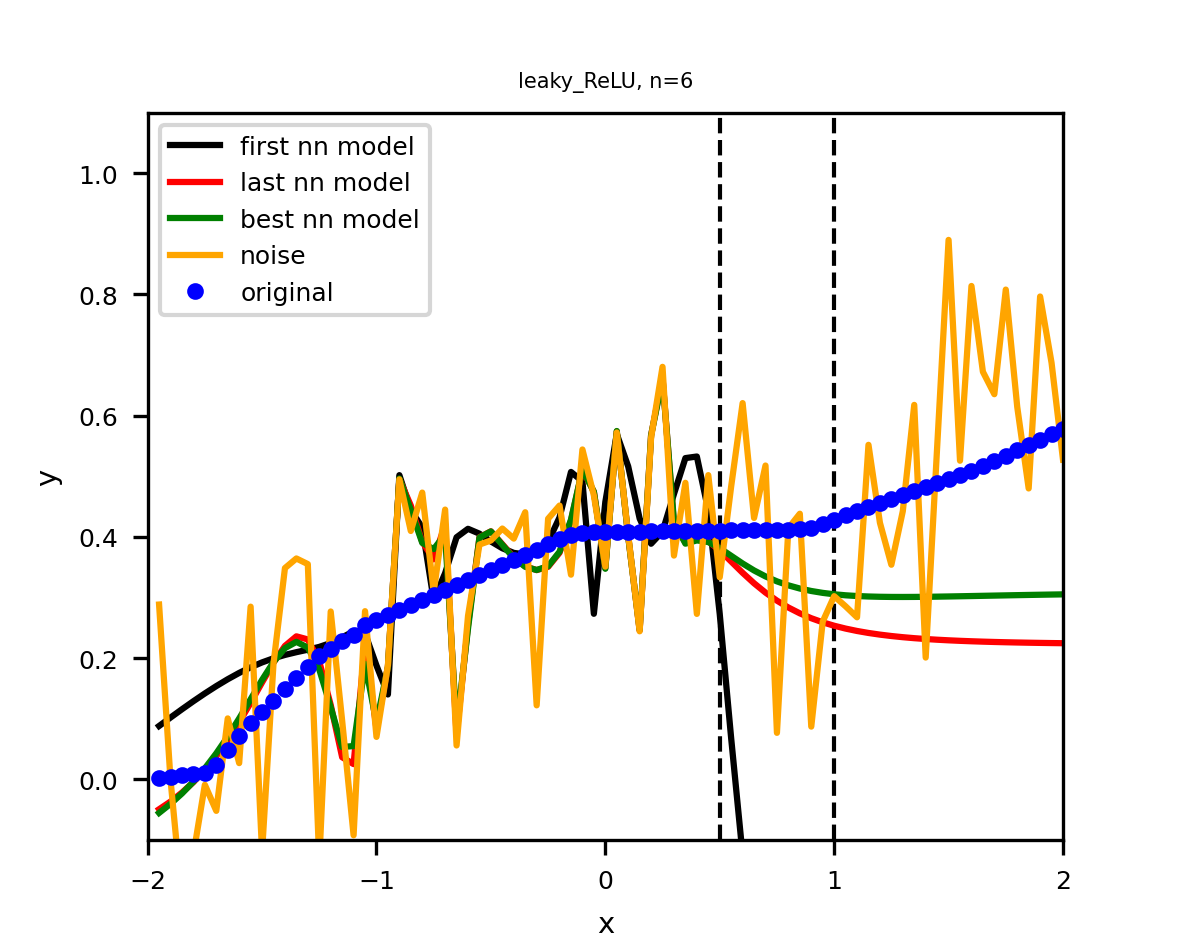 leaky_ReLU, n=6
first nn model
last nn model
best nn model
noise
original
1.0
0.8
0.6
0.4
0.2
0.0
y
−2 −1 0 1 2
x